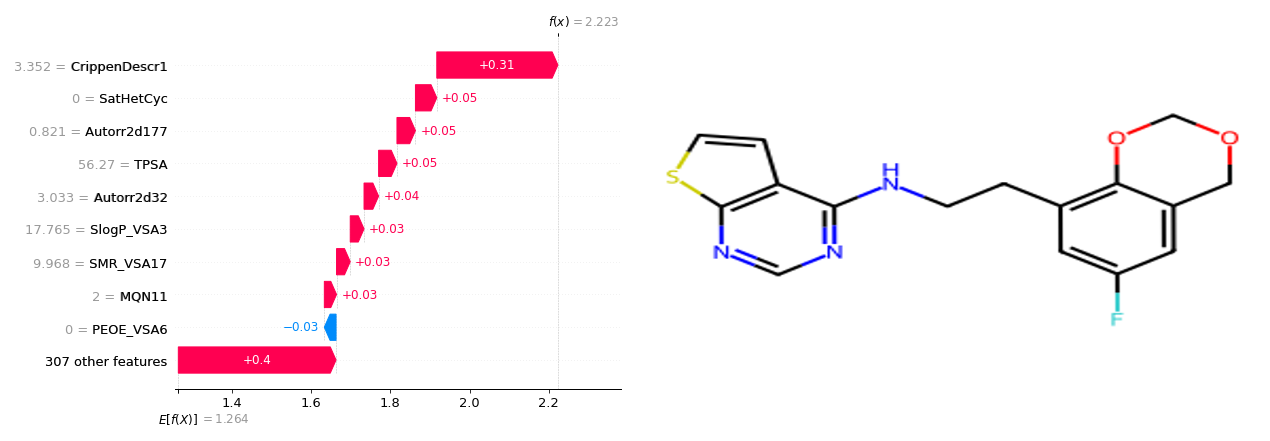 f(x) = 2.223
3.352 = CrippenDescr1
+0.31
0 = SatHetCyc
+0.05
0.821 = Autorr2d177
+0.05
56.27 = TPSA
+0.05
3.033 = Autorr2d32
+0.04
17.765 = SlogP_VSA3
+0.03
9.968 = SMR_VSA17
+0.03
2 = MQN11
+0.03
0 = PEOE_VSA6
−0.03
307 other features
+0.4
1.4 1.6 1.8 2.0 2.2
E[f(X)] = 1.264
S
N
N
H
N
O
O
F